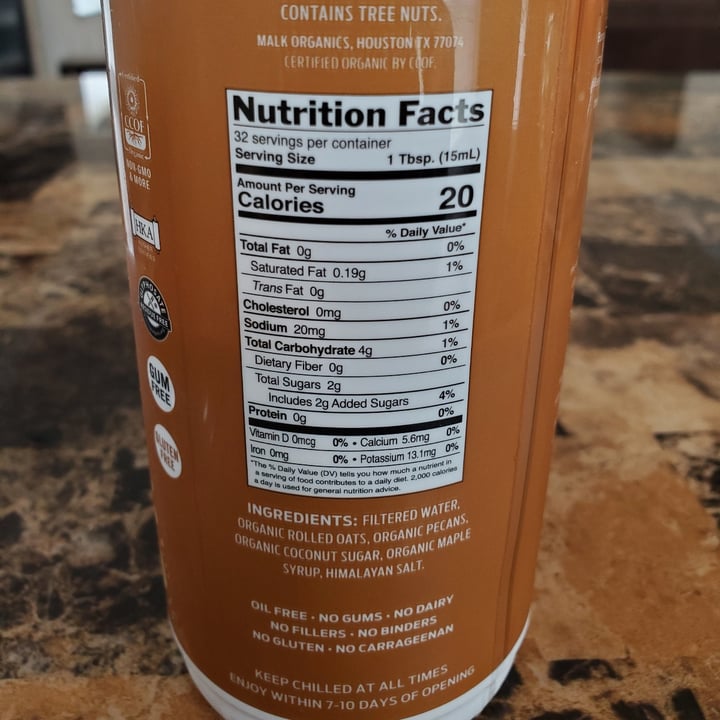 CONTAINS TREE NUTS.
MALK ORGANICS, HOUSTON TX 77074
CERTIFIED ORGANIC BY CCOF.
CCOF
Organic
NON-GMO
& MORE
HKA
GUM
FREE
GLUTEN
FREE
Nutrition Facts
32 servings per container
Serving Size 1 Tbsp. (15mL)
Amount Per Serving
Calories 20
% Daily Value*
Total Fat 0g 0%
Saturated Fat 0.19g 1%
Trans Fat 0g
Cholesterol 0mg 0%
Sodium 20mg 1%
Total Carbohydrate 4g 1%
Dietary Fiber 0g 0%
Total Sugars 2g
Includes 2g Added Sugars 4%
Protein 0g 0%
Vitamin D 0mcg 0% • Calcium 5.6mg 0%
Iron 0mg 0% • Potassium 13.1mg 0%
*The % Daily Value (DV) tells you how much a nutrient in
a serving of food contributes to a daily diet. 2,000 calories
a day is used for general nutrition advice.
INGREDIENTS: FILTERED WATER,
ORGANIC ROLLED OATS, ORGANIC PECANS,
ORGANIC COCONUT SUGAR, ORGANIC MAPLE
SYRUP, HIMALAYAN SALT.
OIL FREE • NO GUMS • NO DAIRY
NO FILLERS • NO BINDERS
NO GLUTEN • NO CARRAGEENAN
KEEP CHILLED AT ALL TIMES
ENJOY WITHIN 7-10 DAYS OF OPENING